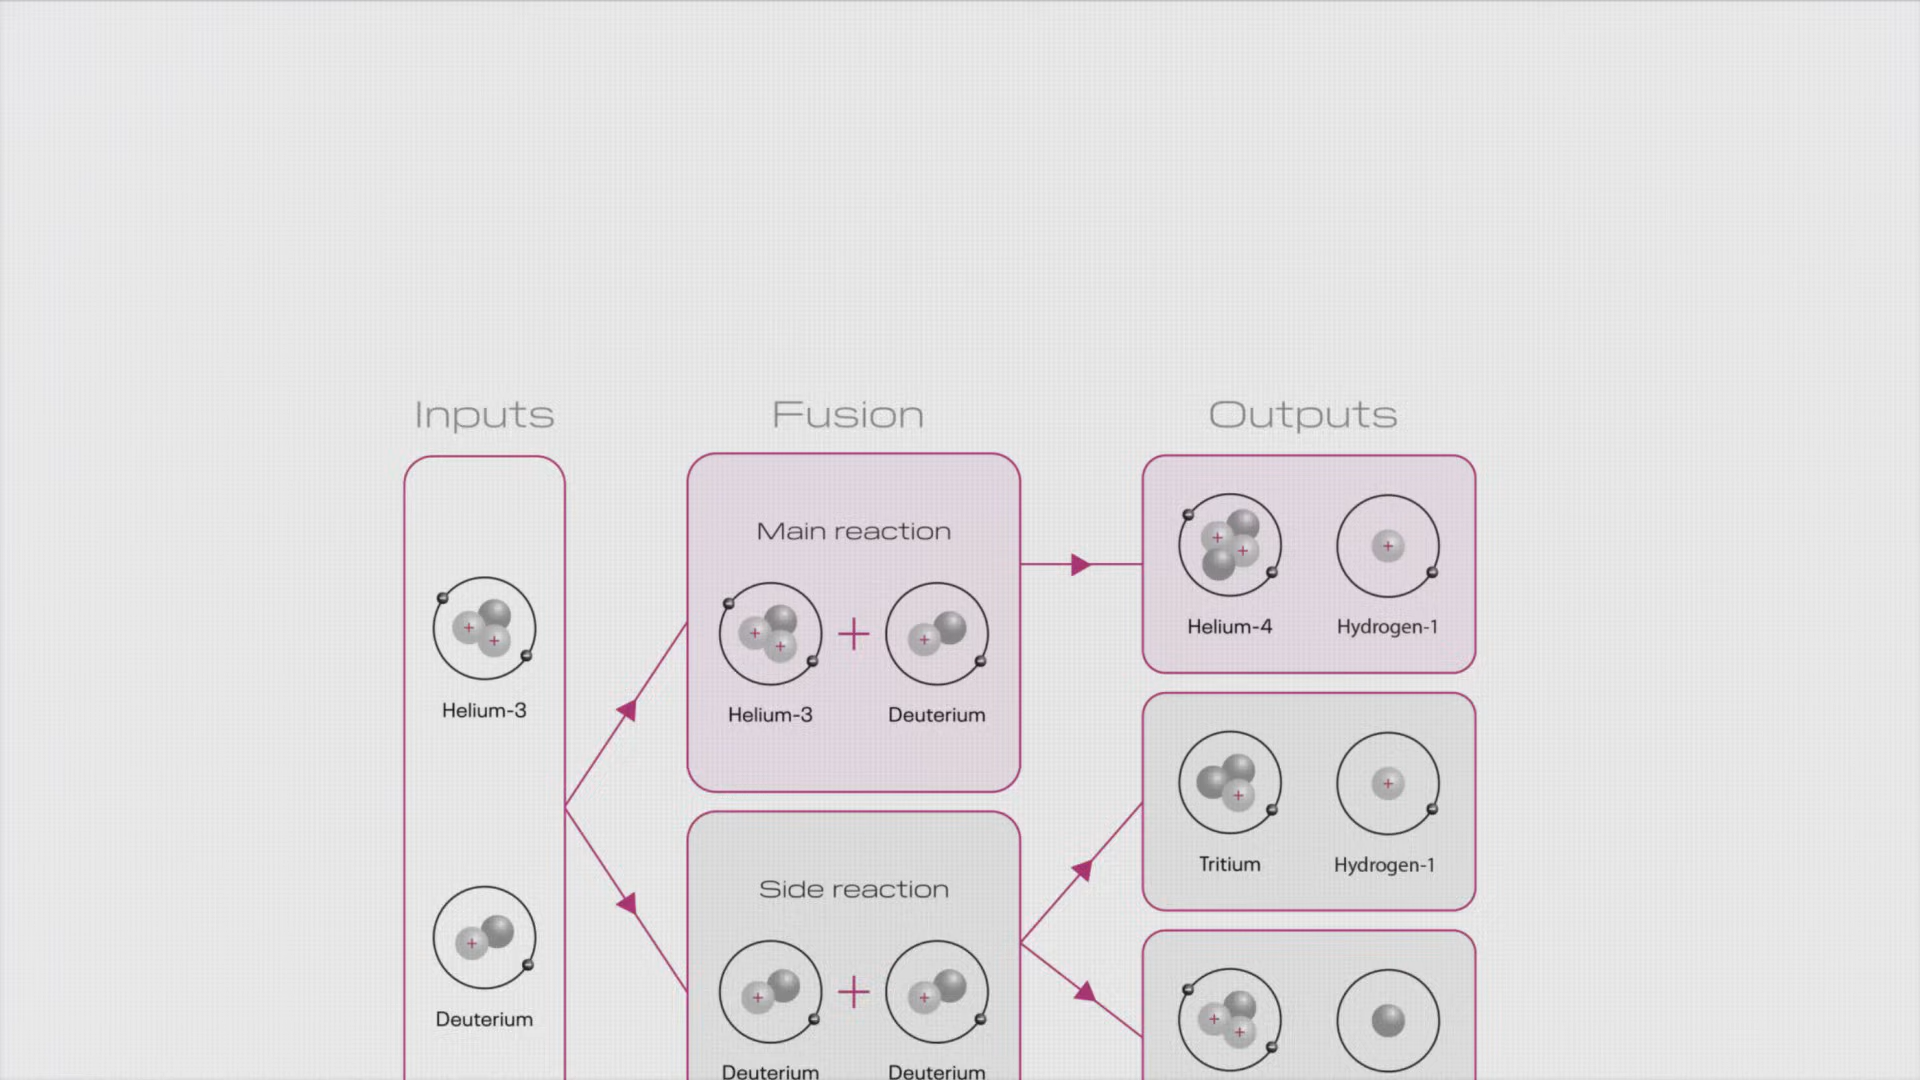 Inputs
Fusion
Outputs
Main reaction
Helium-3
Helium-3
Deuterium
Helium-4
Hydrogen-1
Tritium
Hydrogen-1
Side reaction
Deuterium
Deuterium
Deuterium